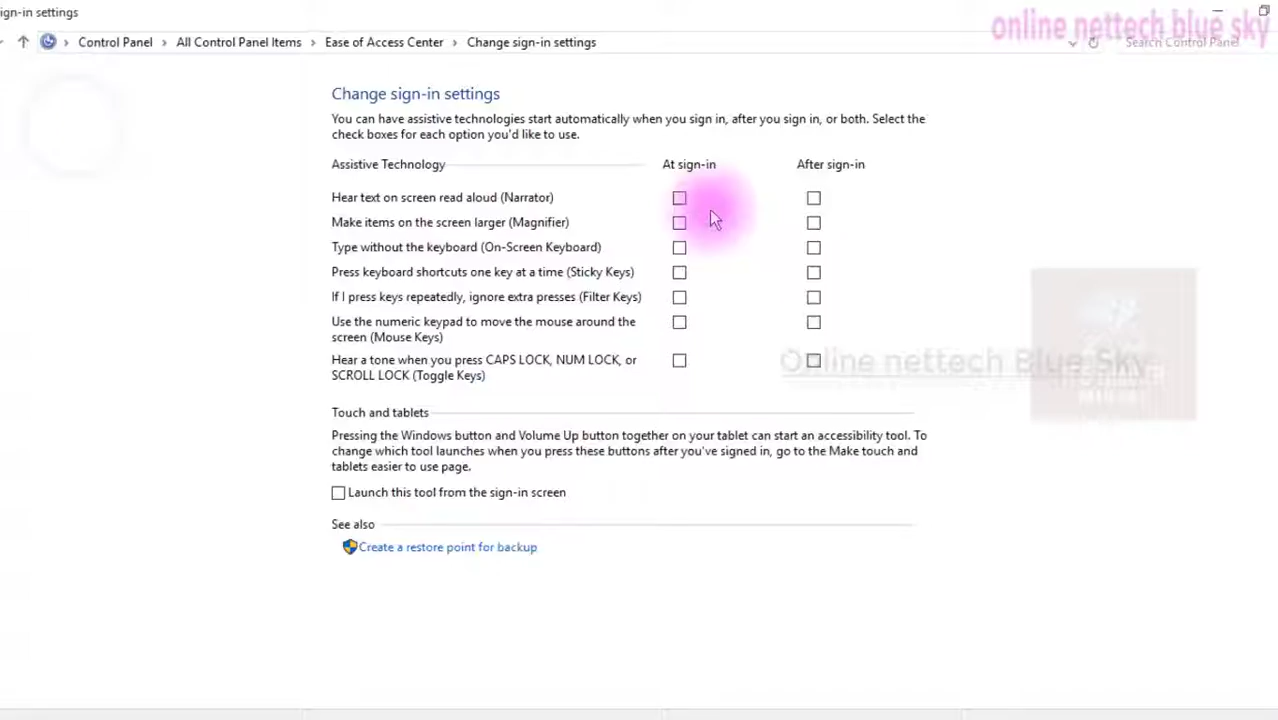 ign-in settings
online nettech blue sky
Control Panel > All Control Panel Items > Ease of Access Center > Change sign-in settings
Search Control Panel
Change sign-in settings
You can have assistive technologies start automatically when you sign in, after you sign in, or both. Select the
check boxes for each option you'd like to use.
Assistive Technology At sign-in After sign-in
Hear text on screen read aloud (Narrator)
Make items on the screen larger (Magnifier)
Type without the keyboard (On-Screen Keyboard)
Press keyboard shortcuts one key at a time (Sticky Keys)
If I press keys repeatedly, ignore extra presses (Filter Keys)
Use the numeric keypad to move the mouse around the
screen (Mouse Keys)
Hear a tone when you press CAPS LOCK, NUM LOCK, or
SCROLL LOCK (Toggle Keys)
Online nettech Blue Sky
Touch and tablets
Pressing the Windows button and Volume Up button together on your tablet can start an accessibility tool. To
change which tool launches when you press these buttons after you've signed in, go to the Make touch and
tablets easier to use page.
Launch this tool from the sign-in screen
See also
Create a restore point for backup